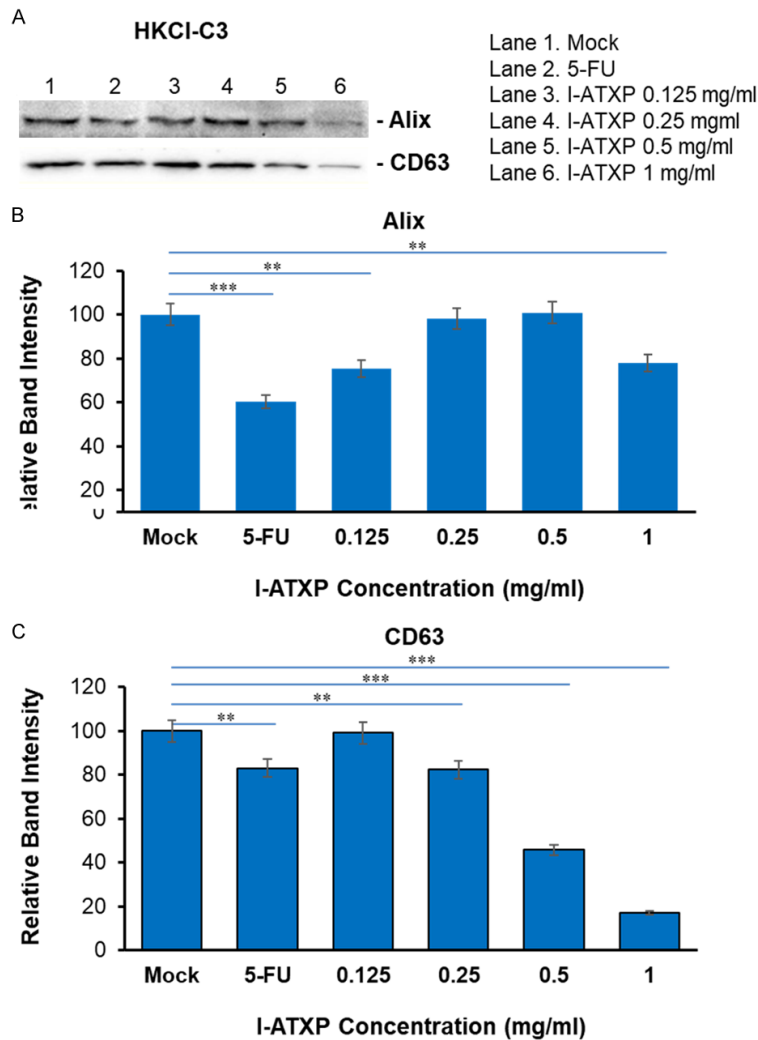 A
HKCI-C3
1 2 3 4 5 6
- Alix
- CD63
Lane 1. Mock
Lane 2. 5-FU
Lane 3. I-ATXP 0.125 mg/ml
Lane 4. I-ATXP 0.25 mgml
Lane 5. I-ATXP 0.5 mg/ml
Lane 6. I-ATXP 1 mg/ml
B
Alix
**
**
***
120
100
80
60
40
20
0
elative Band Intensity
Mock 5-FU 0.125 0.25 0.5 1
I-ATXP Concentration (mg/ml)
C
CD63
***
***
**
**
120
100
80
60
40
20
0
Relative Band Intensity
Mock 5-FU 0.125 0.25 0.5 1
I-ATXP Concentration (mg/ml)